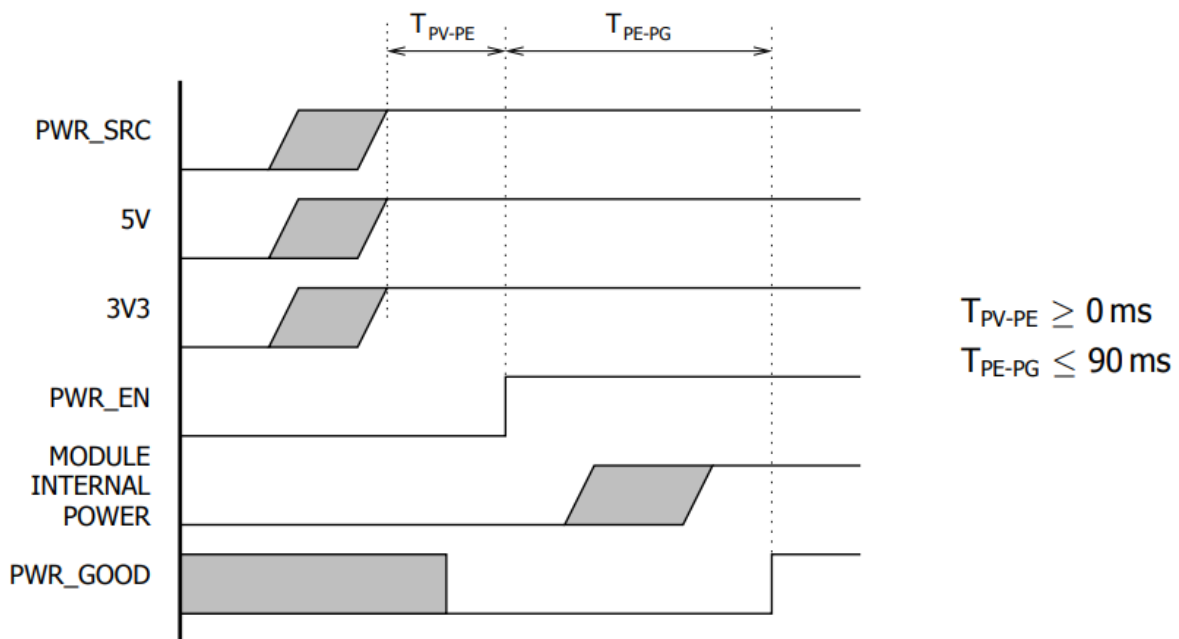 T_PV-PE
T_PE-PG
PWR_SRC
5V
3V3
T_PV-PE ≥ 0 ms
T_PE-PG ≤ 90 ms
PWR_EN
MODULE
INTERNAL
POWER
PWR_GOOD